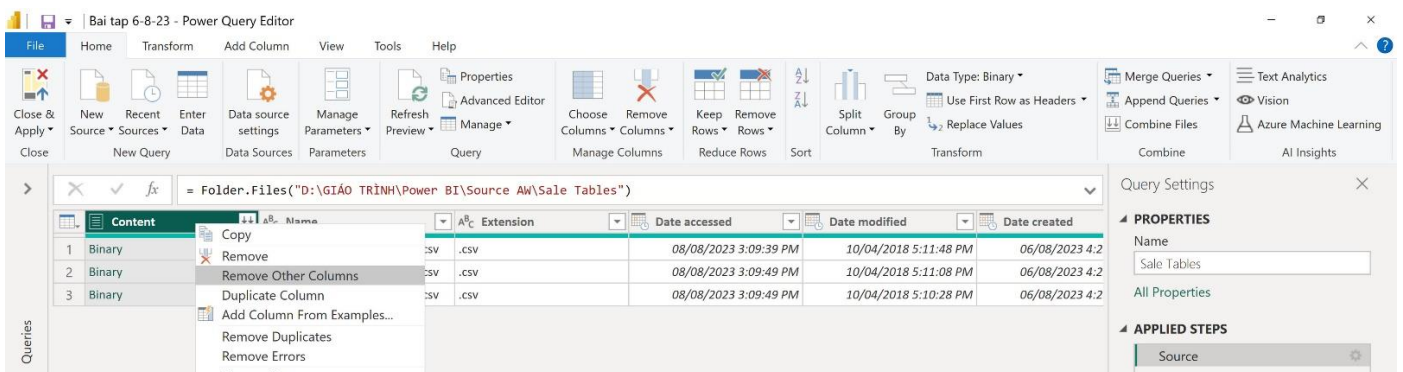 Bai tap 6-8-23 - Power Query Editor
File Home Transform Add Column View Tools Help
Close & Apply
New Source
Recent Sources
Enter Data
Data source settings
Manage Parameters
Refresh Preview
Properties
Advanced Editor
Manage
Choose Columns
Remove Columns
Keep Rows
Remove Rows
Split Column
Group By
Data Type: Binary
Use First Row as Headers
Replace Values
Merge Queries
Append Queries
Combine Files
Text Analytics
Vision
Azure Machine Learning
Close New Query Data Sources Parameters Query Manage Columns Reduce Rows Sort Transform Combine AI Insights
fx = Folder.Files("D:\GIÁO TRÌNH\Power BI\Source AW\Sale Tables")
Content Name Extension Date accessed Date modified Date created
1 Binary csv .csv 08/08/2023 3:09:39 PM 10/04/2018 5:11:48 PM 06/08/2023 4:2
2 Binary csv .csv 08/08/2023 3:09:49 PM 10/04/2018 5:11:08 PM 06/08/2023 4:2
3 Binary csv .csv 08/08/2023 3:09:49 PM 10/04/2018 5:10:28 PM 06/08/2023 4:2
Copy
Remove
Remove Other Columns
Duplicate Column
Add Column From Examples...
Remove Duplicates
Remove Errors
Queries
Query Settings
PROPERTIES
Name
Sale Tables
All Properties
APPLIED STEPS
Source